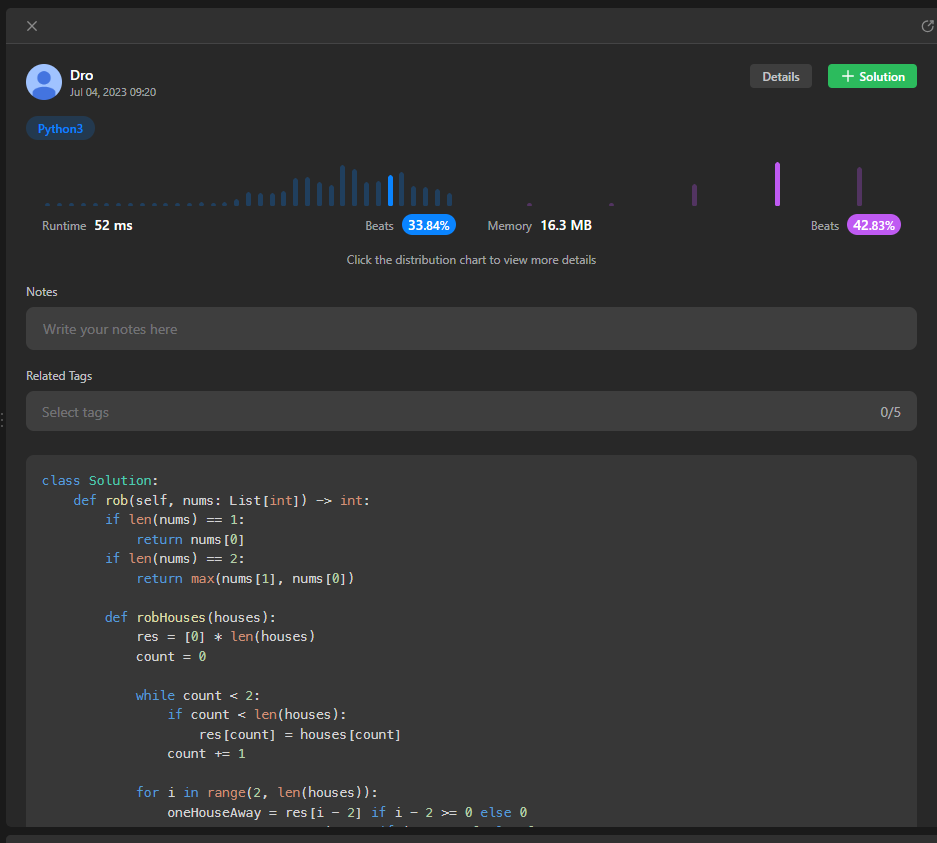 Dro
Jul 04, 2023 09:20
Details
Solution
Python3
Runtime 52 ms
Beats 33.84%
Memory 16.3 MB
Beats 42.83%
Click the distribution chart to view more details
Notes
Write your notes here
Related Tags
Select tags
0/5
class Solution:
    def rob(self, nums: List[int]) -> int:
        if len(nums) == 1:
            return nums[0]
        if len(nums) == 2:
            return max(nums[1], nums[0])

        def robHouses(houses):
            res = [0] * len(houses)
            count = 0

            while count < 2:
                if count < len(houses):
                    res[count] = houses[count]
                count += 1

            for i in range(2, len(houses)):
                oneHouseAway = res[i - 2] if i - 2 >= 0 else 0